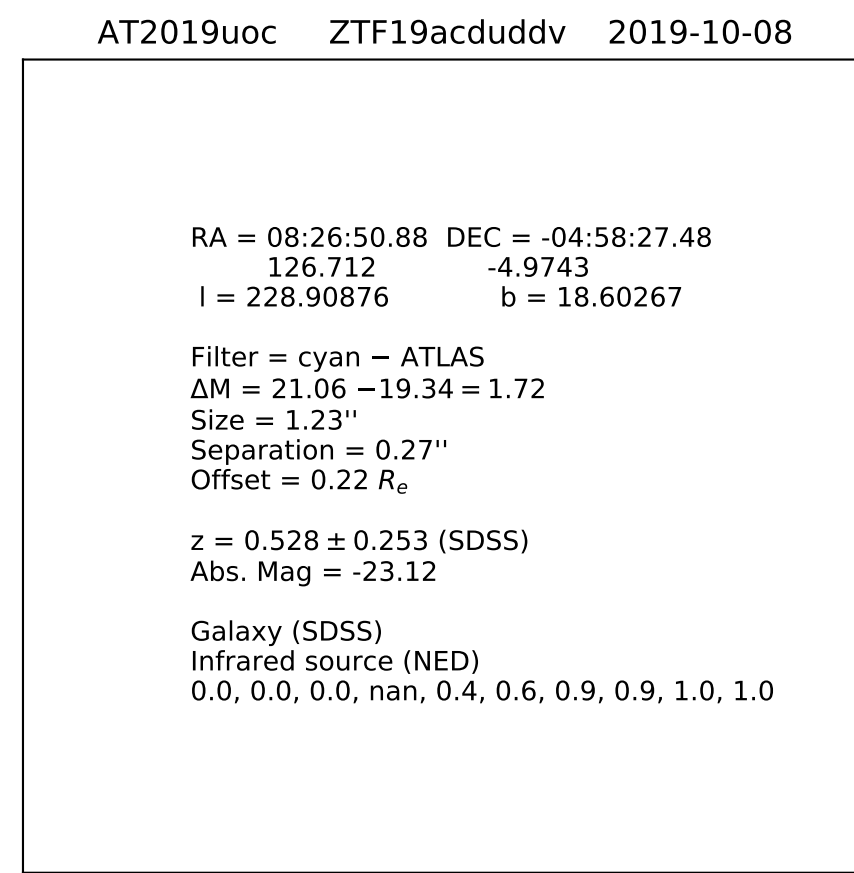 AT2019uoc ZTF19acduddv 2019-10-08
RA = 08:26:50.88 DEC = -04:58:27.48
126.712 -4.9743
l = 228.90876 b = 18.60267
Filter = cyan − ATLAS
ΔM = 21.06 −19.34 = 1.72
Size = 1.23''
Separation = 0.27''
Offset = 0.22 Re
z = 0.528 ± 0.253 (SDSS)
Abs. Mag = -23.12
Galaxy (SDSS)
Infrared source (NED)
0.0, 0.0, 0.0, nan, 0.4, 0.6, 0.9, 0.9, 1.0, 1.0